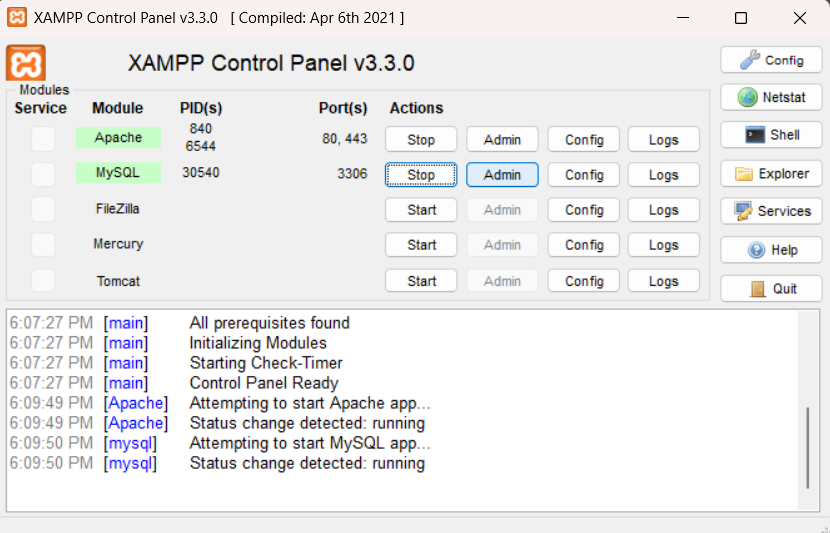 XAMPP Control Panel v3.3.0 [ Compiled: Apr 6th 2021 ]
XAMPP Control Panel v3.3.0
Config
Modules
Service Module PID(s) Port(s) Actions
Netstat
Apache 840 6544 80, 443 Stop Admin Config Logs
Shell
MySQL 30540 3306 Stop Admin Config Logs
Explorer
FileZilla Start Admin Config Logs
Services
Mercury Start Admin Config Logs
Help
Tomcat Start Admin Config Logs
Quit
6:07:27 PM [main] All prerequisites found
6:07:27 PM [main] Initializing Modules
6:07:27 PM [main] Starting Check-Timer
6:07:27 PM [main] Control Panel Ready
6:09:49 PM [Apache] Attempting to start Apache app...
6:09:49 PM [Apache] Status change detected: running
6:09:50 PM [mysql] Attempting to start MySQL app...
6:09:50 PM [mysql] Status change detected: running